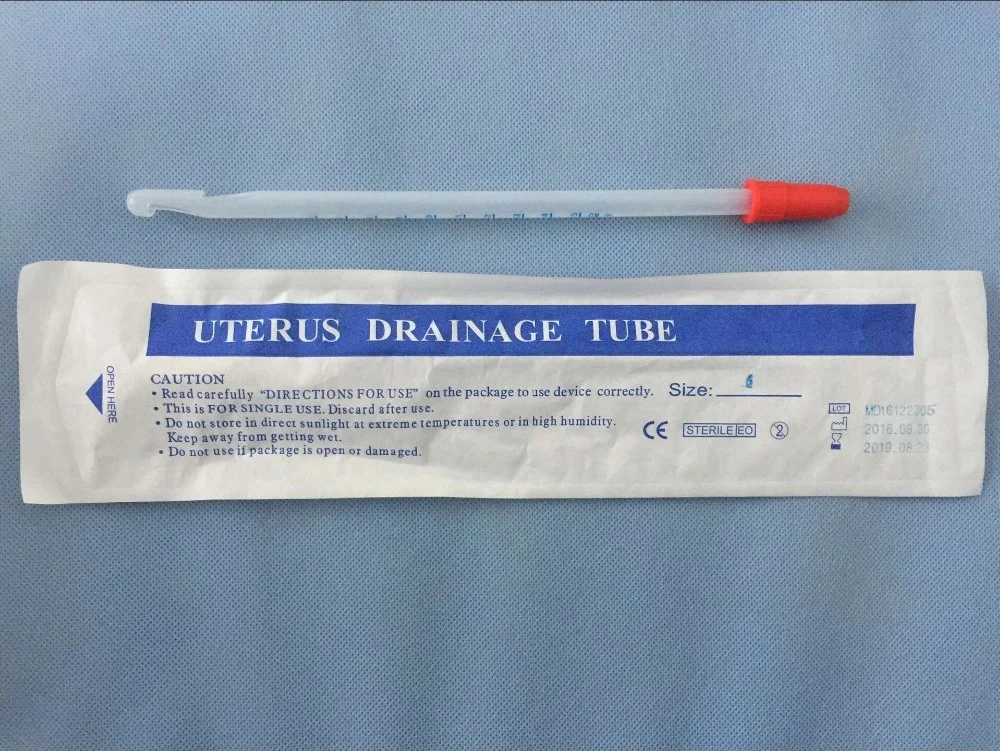 UTERUS DRAINAGE TUBE
OPEN HERE
CAUTION
• Read carefully "DIRECTIONS FOR USE" on the package to use device correctly.
• This is FOR SINGLE USE. Discard after use.
• Do not store in direct sunlight at extreme temperatures or in high humidity.
Keep away from getting wet.
• Do not use if package is open or damaged.
Size: 6
CE STERILE EO 2
LOT MD16122305
2016.08.30
2019.08.29